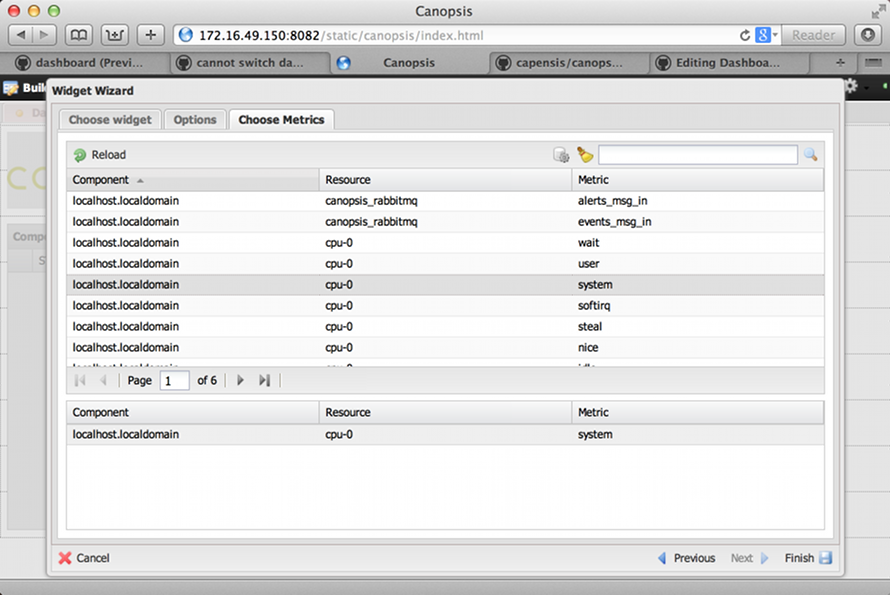 Canopsis
172.16.49.150:8082/static/canopsis/index.html
Reader
dashboard (Previ...
cannot switch da...
Canopsis
capensis/canops...
Editing Dashboa...
Widget Wizard
Choose widget Options Choose Metrics
Reload
Component Resource Metric
localhost.localdomain canopsis_rabbitmq alerts_msg_in
localhost.localdomain canopsis_rabbitmq events_msg_in
localhost.localdomain cpu-0 wait
localhost.localdomain cpu-0 user
localhost.localdomain cpu-0 system
localhost.localdomain cpu-0 softirq
localhost.localdomain cpu-0 steal
localhost.localdomain cpu-0 nice
Page 1 of 6
Component Resource Metric
localhost.localdomain cpu-0 system
Cancel Previous Next Finish